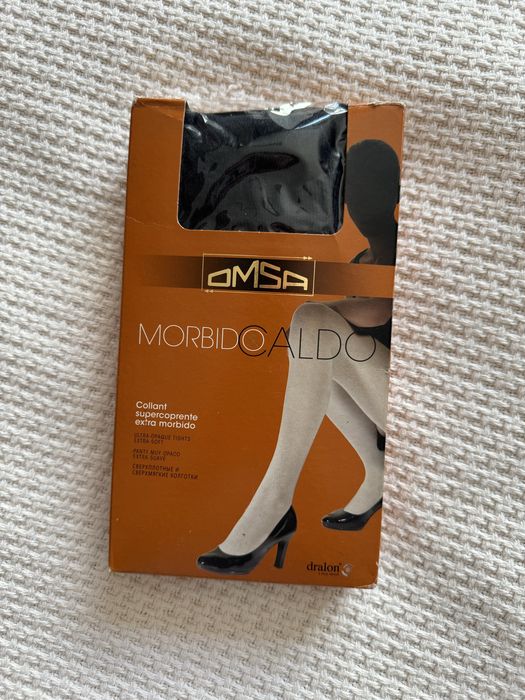 OMSA
MORBIDOCALDO
Collant
supercoprente
extra morbido
ULTRA OPAQUE TIGHTS
EXTRA SOFT
PANTY MUY OPACO
EXTRA SUAVE
СВЕРХПЛОТНЫЕ И
СВЕРХМЯГКИЕ КОЛГОТКИ
dralon